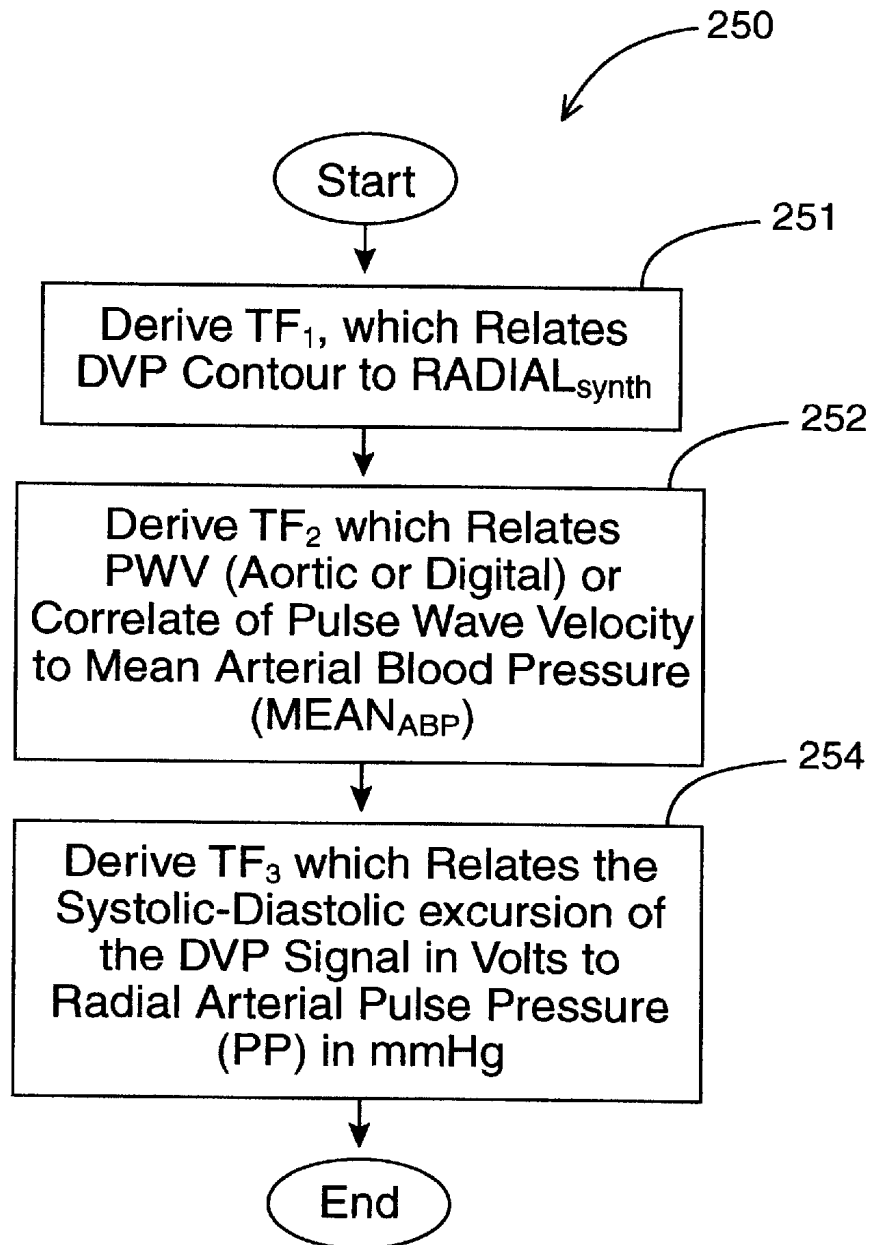 250
Start
251
Derive TF₁, which Relates
DVP Contour to RADIALsynth
252
Derive TF₂ which Relates
PWV (Aortic or Digital) or
Correlate of Pulse Wave Velocity
to Mean Arterial Blood Pressure
(MEANABP)
254
Derive TF₃ which Relates the
Systolic-Diastolic excursion of
the DVP Signal in Volts to
Radial Arterial Pulse Pressure
(PP) in mmHg
End